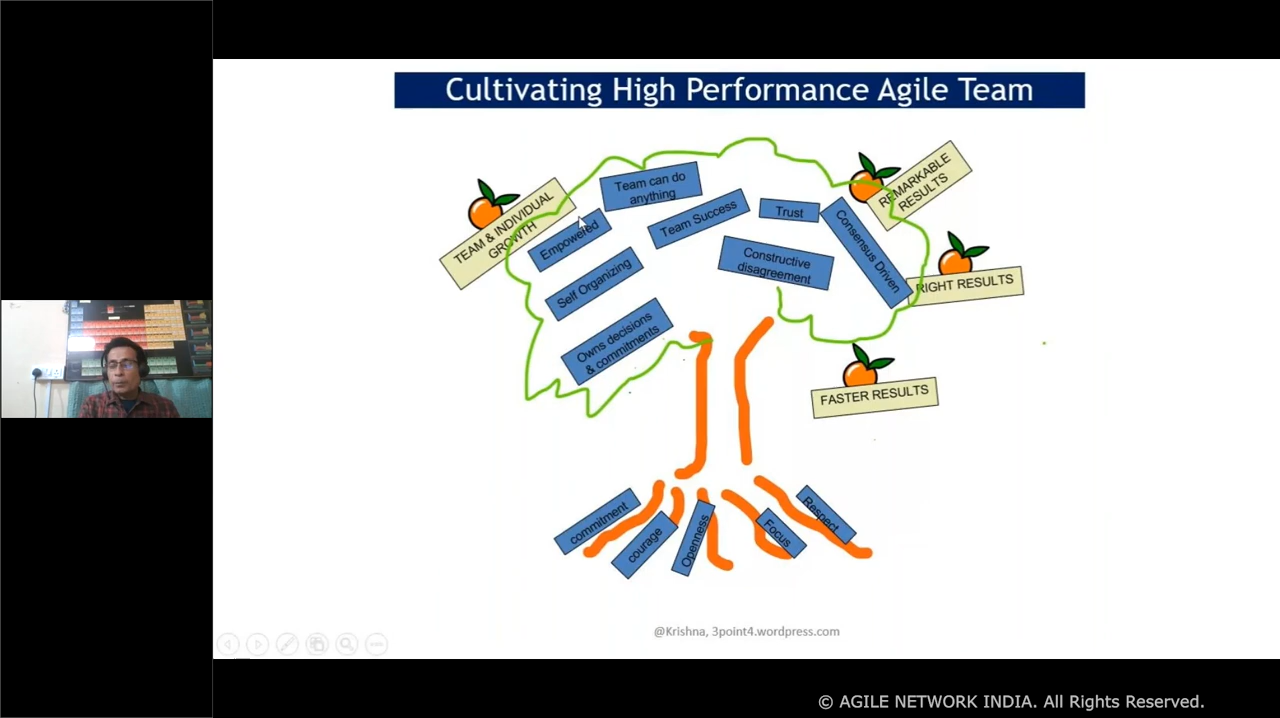 Cultivating High Performance Agile Team
Team can do
anything
TEAM & INDIVIDUAL
GROWTH
Empowered
Team Success
Trust
REMARKABLE
RESULTS
Consensus Driven
Constructive
disagreement
Self Organizing
RIGHT RESULTS
Owns decisions
& commitments
FASTER RESULTS
commitment
courage
Openness
Focus
Respect
@Krishna, 3point4.wordpress.com
© AGILE NETWORK INDIA. All Rights Reserved.